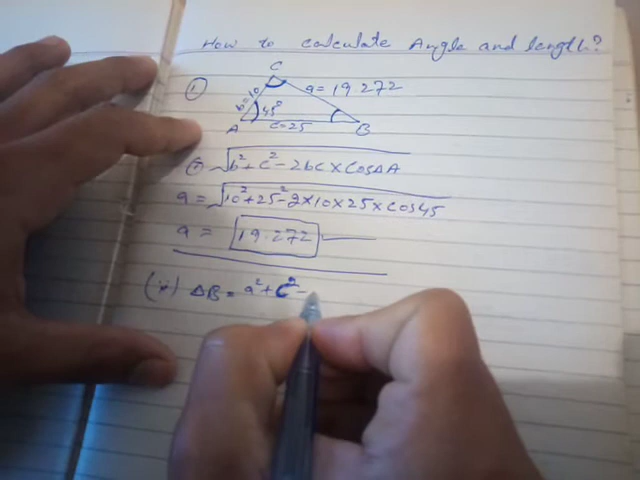 How to calculate Angle and length?
1.
C
b=10
a = 19.272
45°
A
c=25
B
√b²+c²-2bc×Cos∆A
a = √10²+25²-2×10×25×Cos45
a = 19.272
∆B = a²+c²-